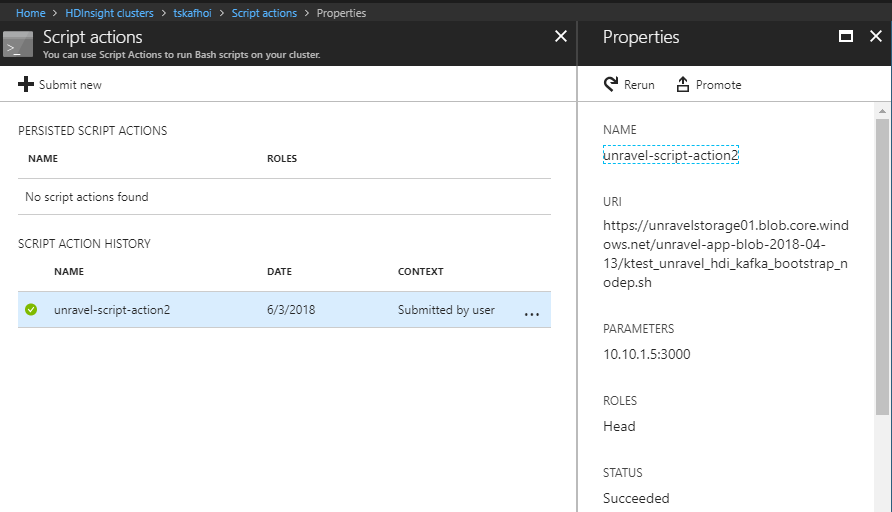 Home > HDInsight clusters > tskafhoi > Script actions > Properties
Script actions
You can use Script Actions to run Bash scripts on your cluster.
Submit new
PERSISTED SCRIPT ACTIONS
NAME ROLES
No script actions found
SCRIPT ACTION HISTORY
NAME DATE CONTEXT
unravel-script-action2 6/3/2018 Submitted by user ...
Properties
Rerun Promote
NAME
unravel-script-action2
URI
https://unravelstorage01.blob.core.wind
ows.net/unravel-app-blob-2018-04-
13/ktest_unravel_hdi_kafka_bootstrap_n
odep.sh
PARAMETERS
10.10.1.5:3000
ROLES
Head
STATUS
Succeeded